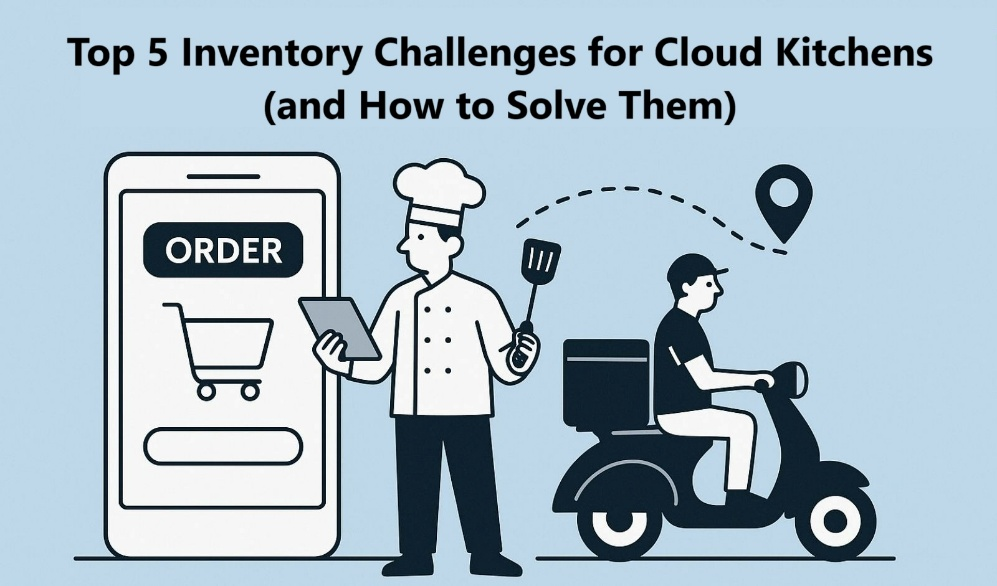 Top 5 Inventory Challenges for Cloud Kitchens
(and How to Solve Them)
ORDER